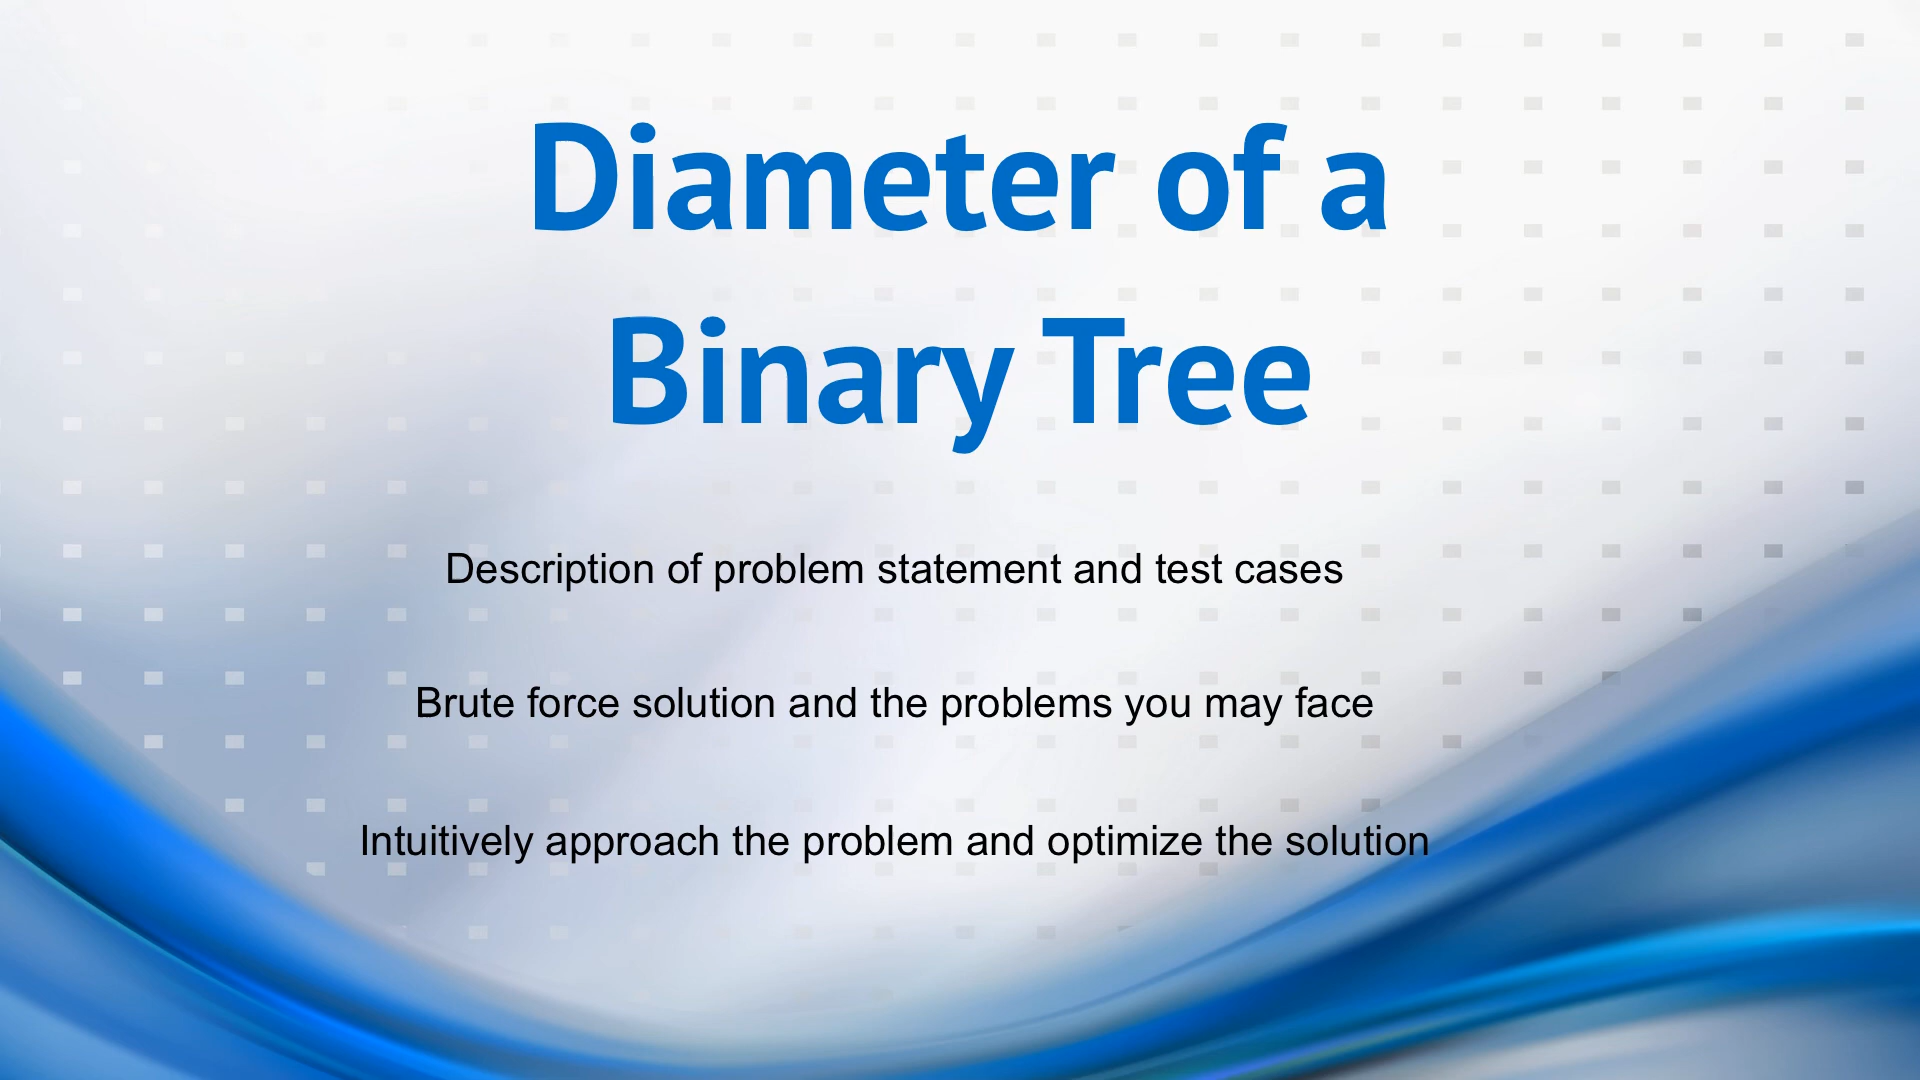 Diameter of a
Binary Tree
Description of problem statement and test cases
Brute force solution and the problems you may face
Intuitively approach the problem and optimize the solution